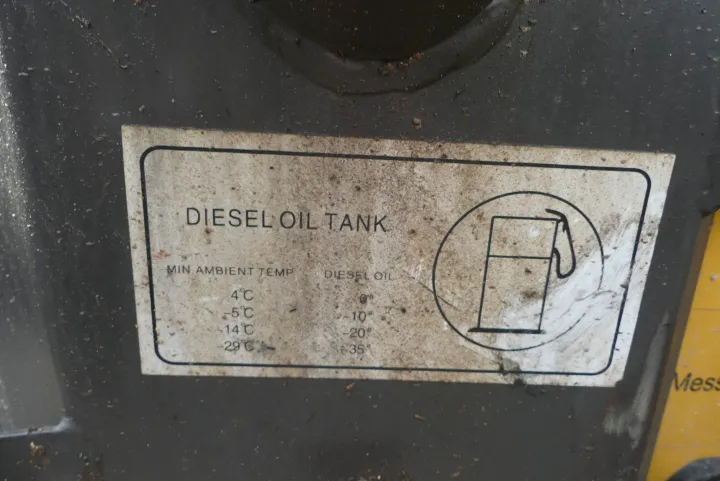 DIESEL OIL TANK
MIN AMBIENT TEMP DIESEL OIL
4°C 0#
-5°C -10#
-14°C -20#
-29°C -35#
Mess